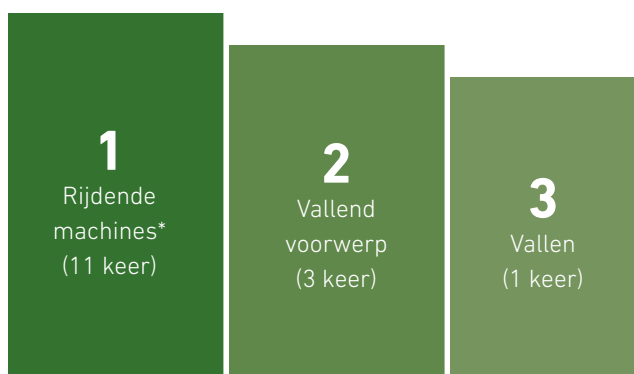 1
Rijdende
machines*
(11 keer)
2
Vallend
voorwerp
(3 keer)
3
Vallen
(1 keer)